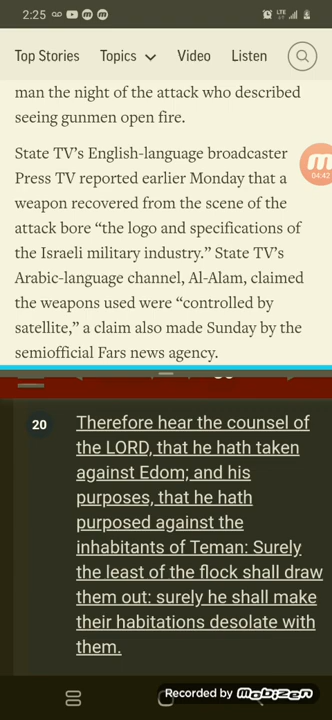 2:25
LTE
Top Stories Topics Video Listen
man the night of the attack who described
seeing gunmen open fire.
State TV’s English-language broadcaster
Press TV reported earlier Monday that a
weapon recovered from the scene of the
attack bore “the logo and specifications of
the Israeli military industry.” State TV’s
Arabic-language channel, Al-Alam, claimed
the weapons used were “controlled by
satellite,” a claim also made Sunday by the
semiofficial Fars news agency.
04:42
20 Therefore hear the counsel of
the LORD, that he hath taken
against Edom; and his
purposes, that he hath
purposed against the
inhabitants of Teman: Surely
the least of the flock shall draw
them out: surely he shall make
their habitations desolate with
them.
Recorded by mobizen